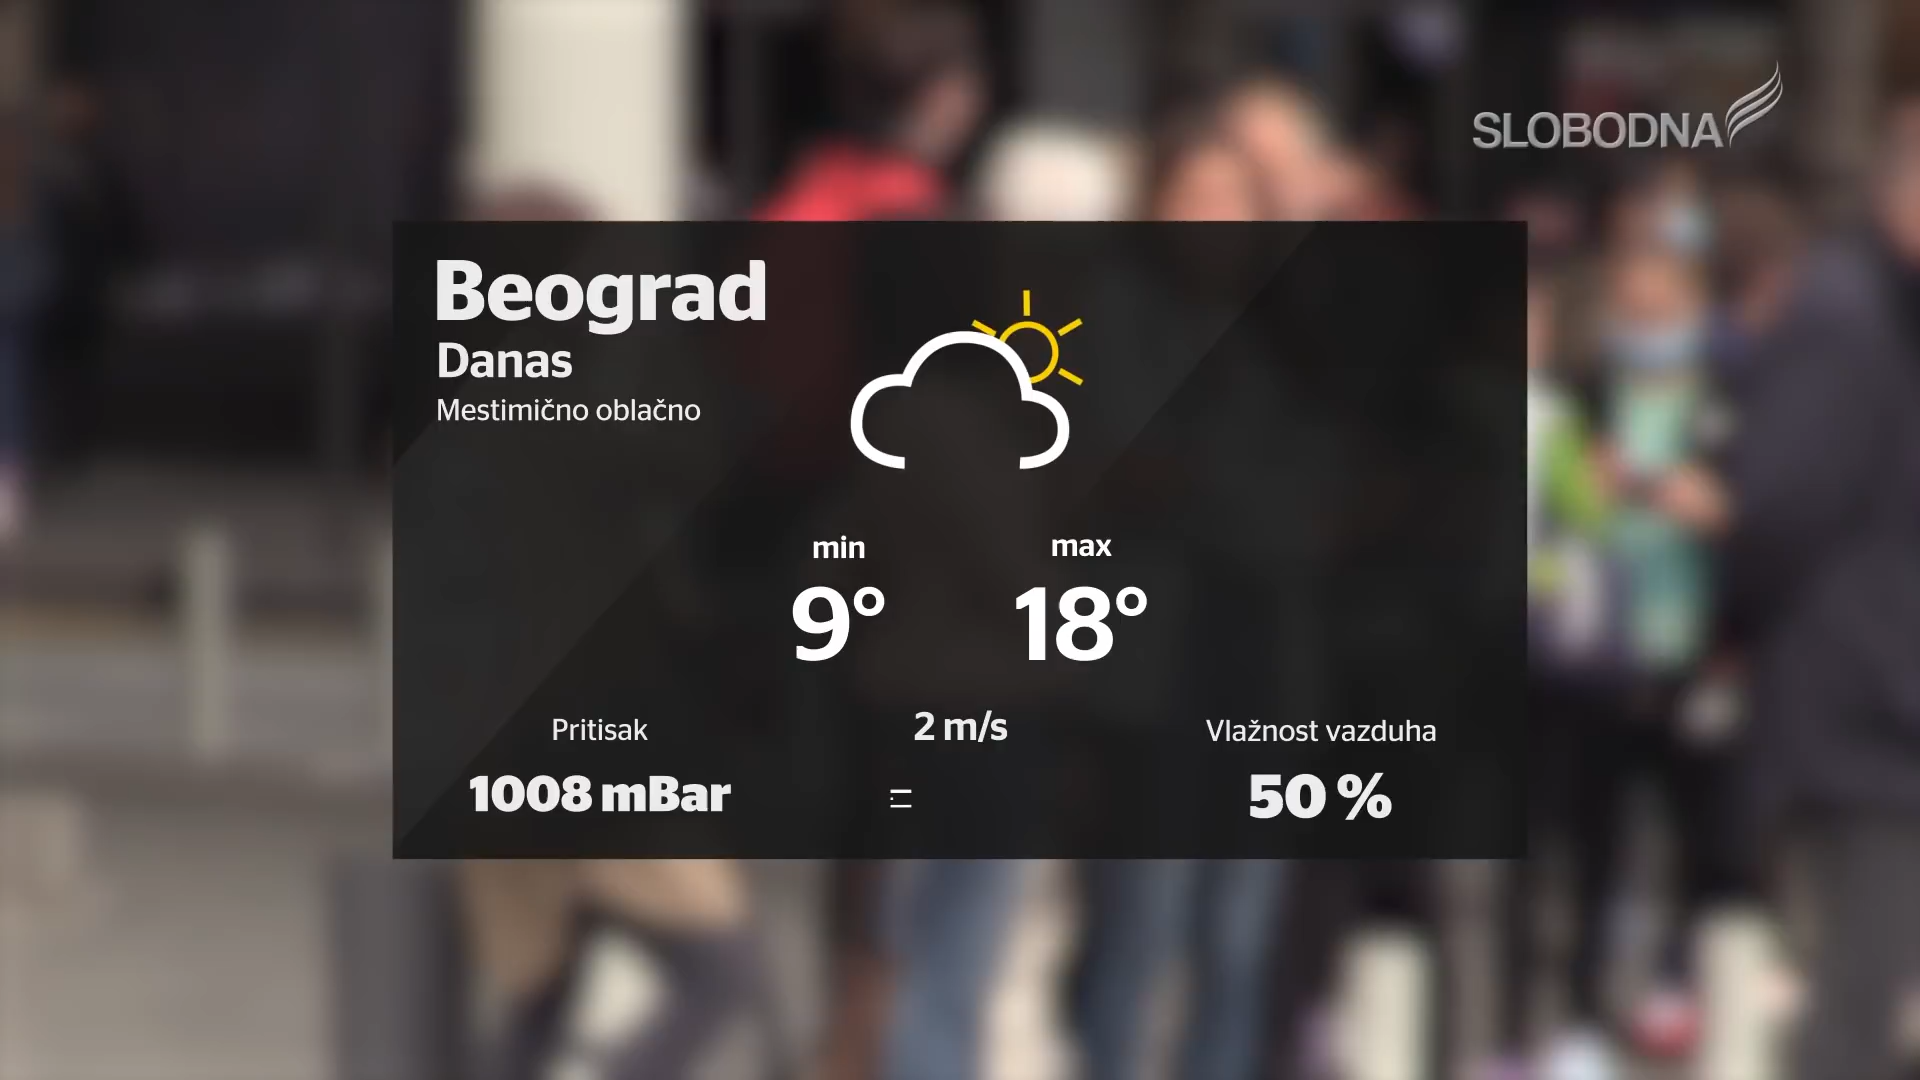 SLOBODNA
Beograd
Danas
Mestimično oblačno
min
max
9°
18°
Pritisak
2 m/s
Vlažnost vazduha
1008 mBar
50 %